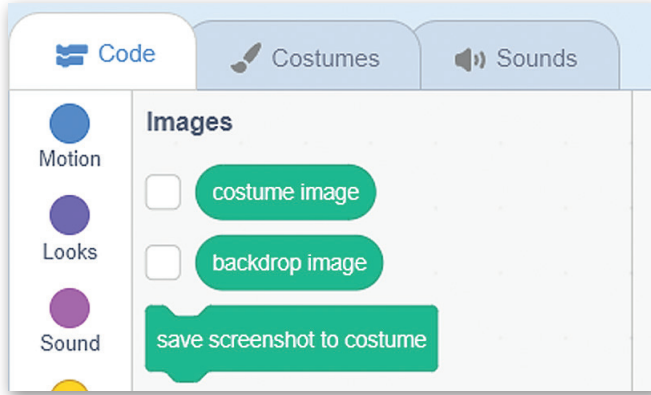 Code
Costumes
Sounds
Motion
Looks
Sound
Images
costume image
backdrop image
save screenshot to costume